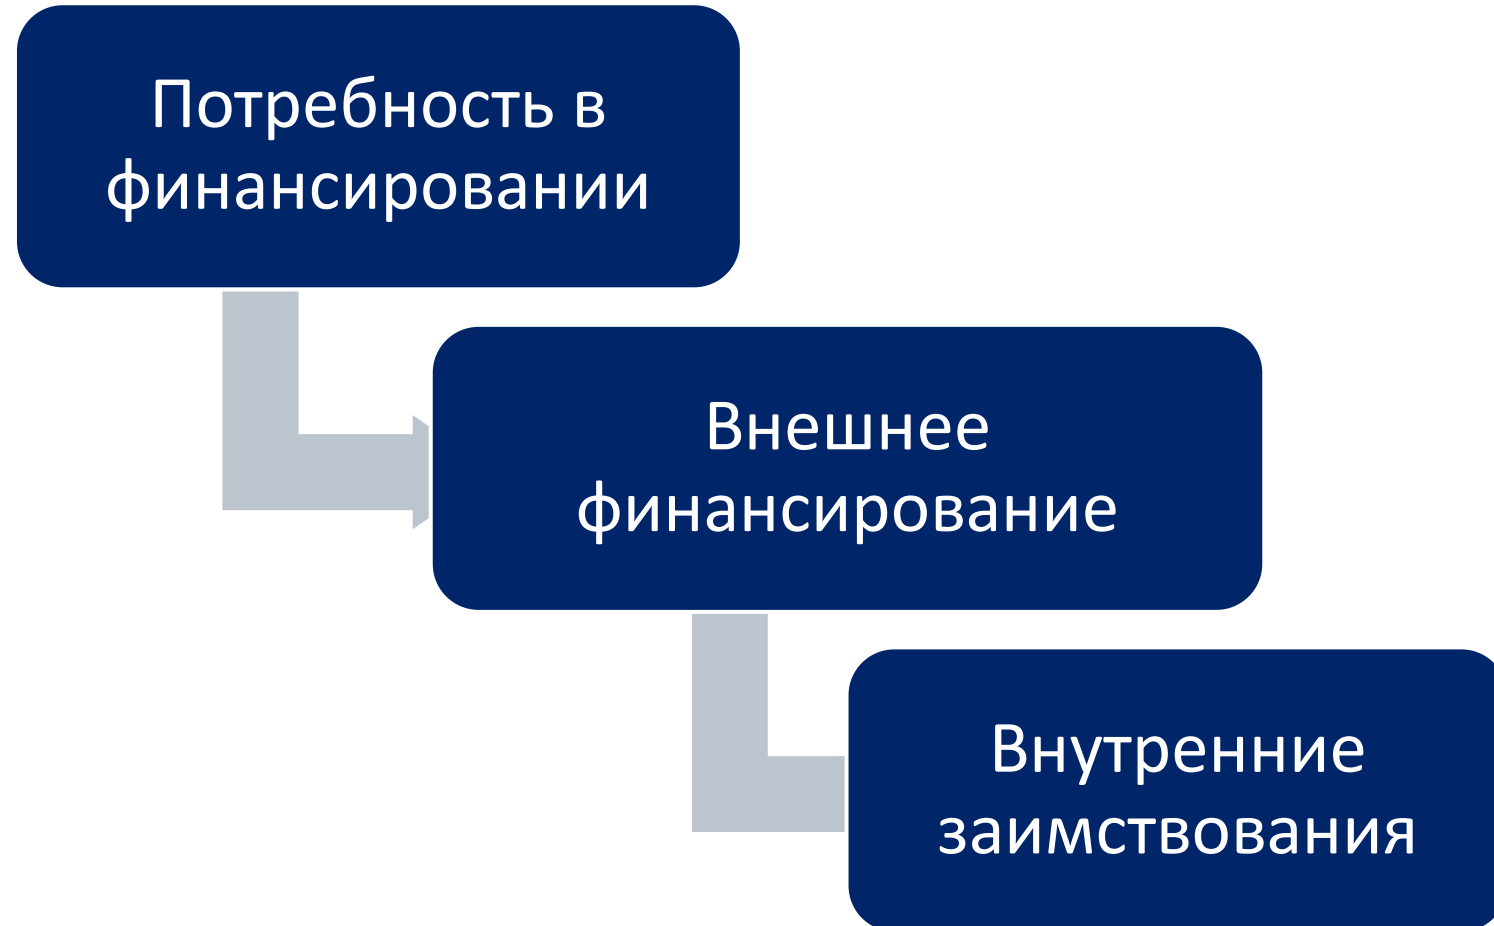 Потребность в
финансировании
Внешнее
финансирование
Внутренние
заимствования